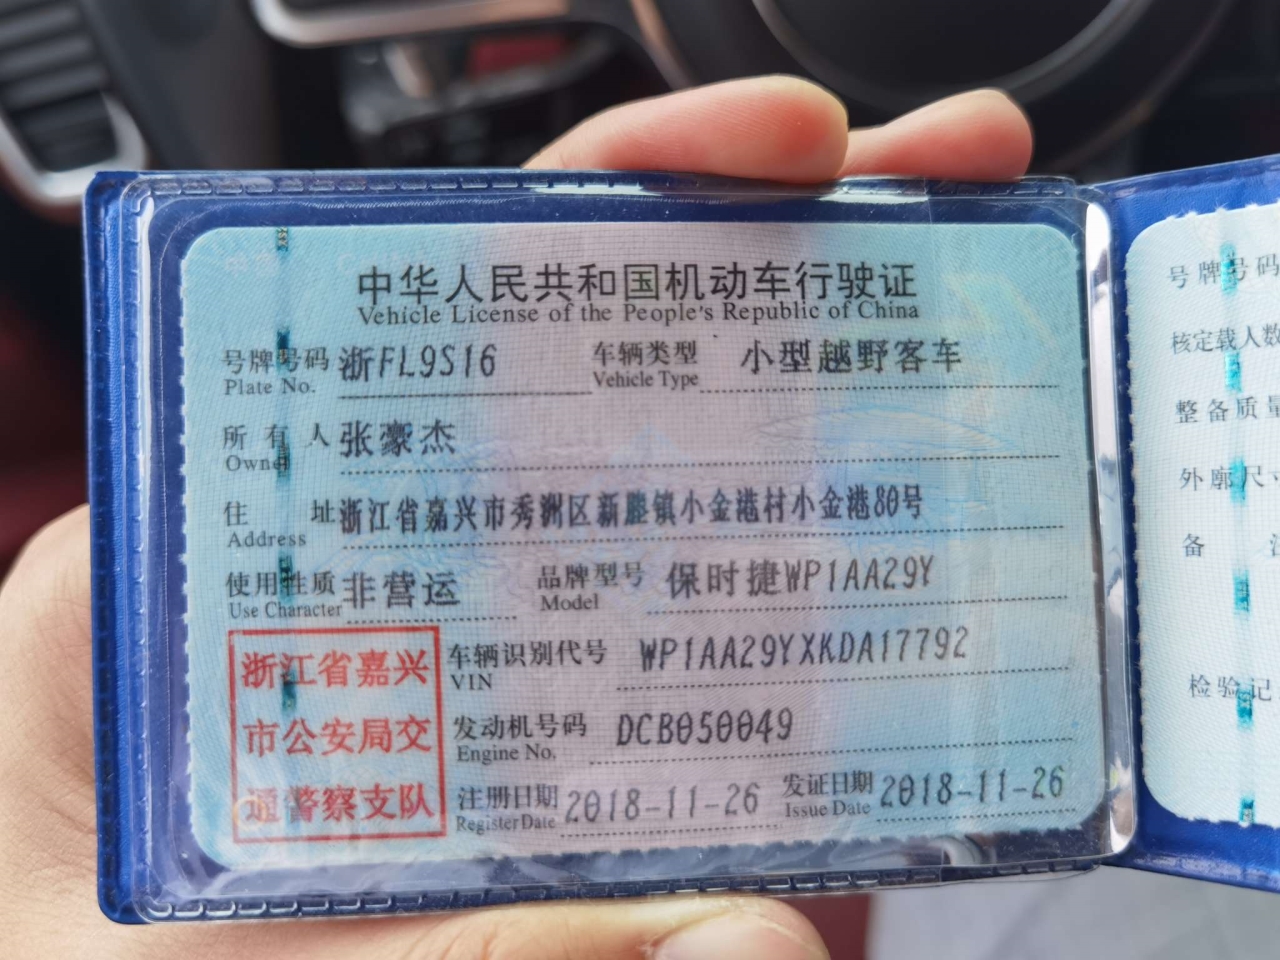 中华人民共和国机动车行驶证
Vehicle License of the People's Republic of China
号牌号码 浙FL9S16 车辆类型 小型越野客车
Plate No. Vehicle Type
所有人 张豪杰
Owner
住址 浙江省嘉兴市秀洲区新塍镇小金港村小金港80号
Address
使用性质 非营运 品牌型号 保时捷WP1AA29Y
Use Character Model
浙江省嘉兴
市公安局交
通警察支队
车辆识别代号 WP1AA29YXKDA17792
VIN
发动机号码 DCB050049
Engine No.
注册日期 2018-11-26 发证日期 2018-11-26
Register Date Issue Date
号牌号码
核定载人数
整备质量
外廓尺寸
备
检验记